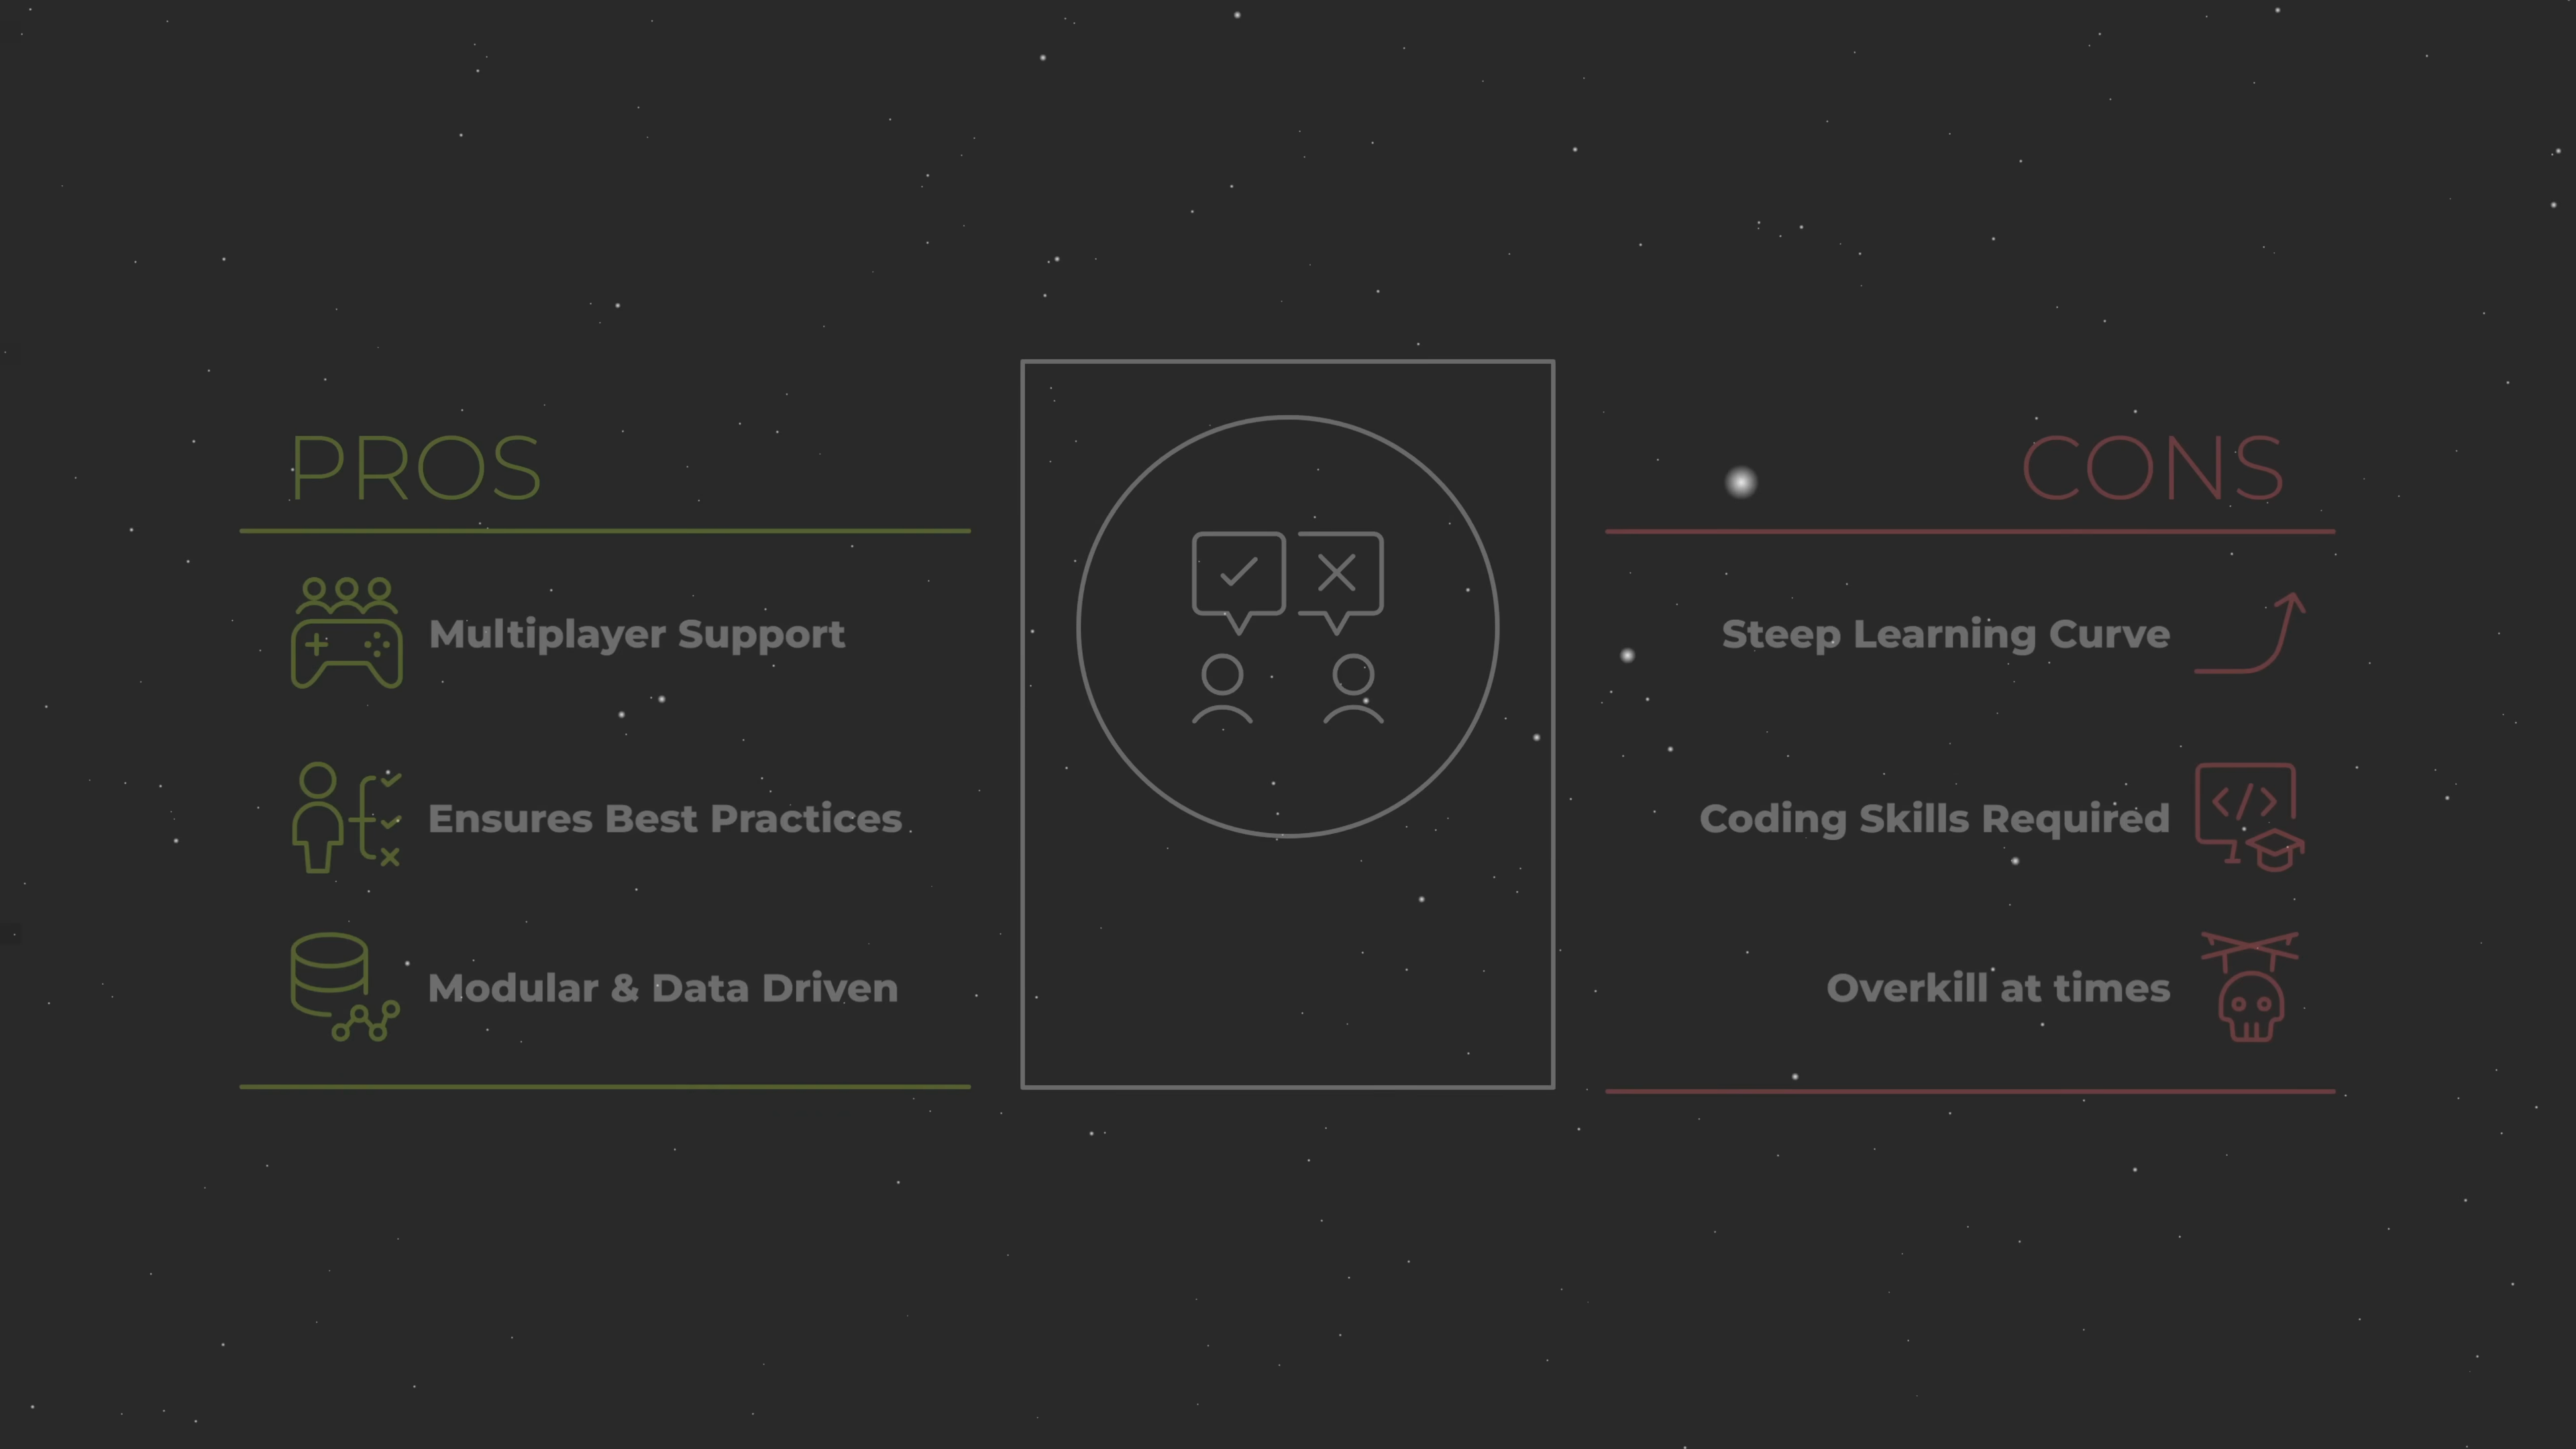 PROS
Multiplayer Support
Ensures Best Practices
Modular & Data Driven
CONS
Steep Learning Curve
Coding Skills Required
Overkill at times